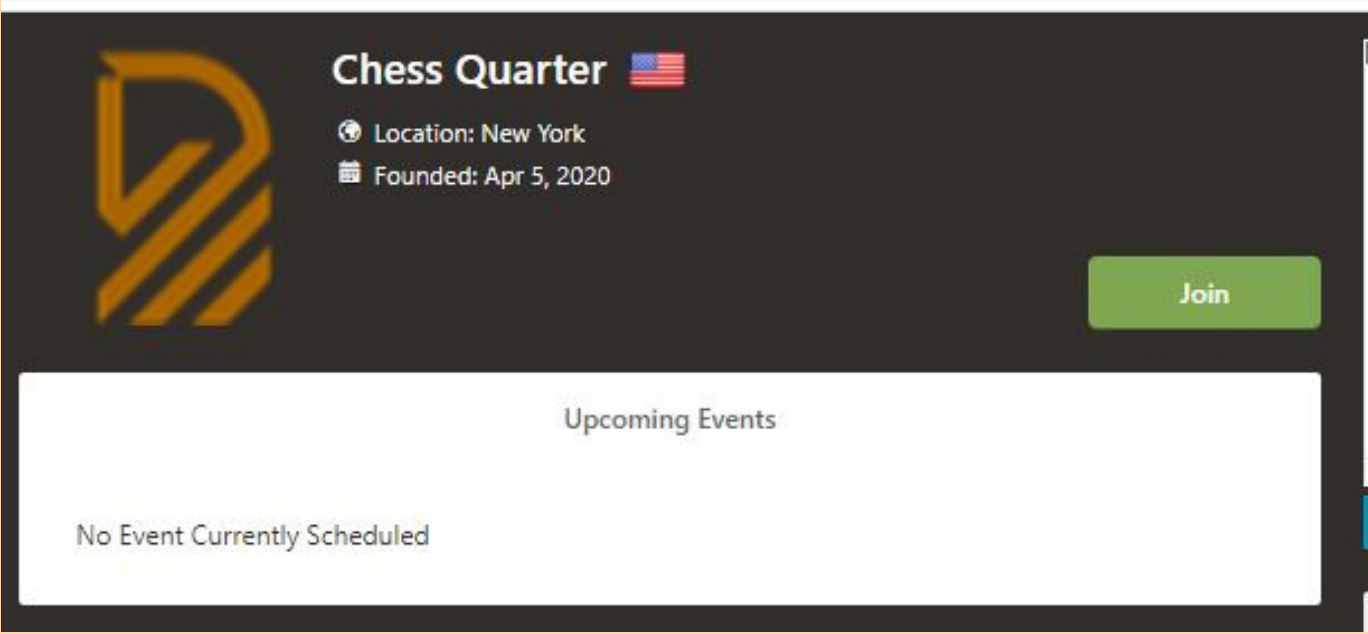 Chess Quarter
Location: New York
Founded: Apr 5, 2020
Join
Upcoming Events
No Event Currently Scheduled